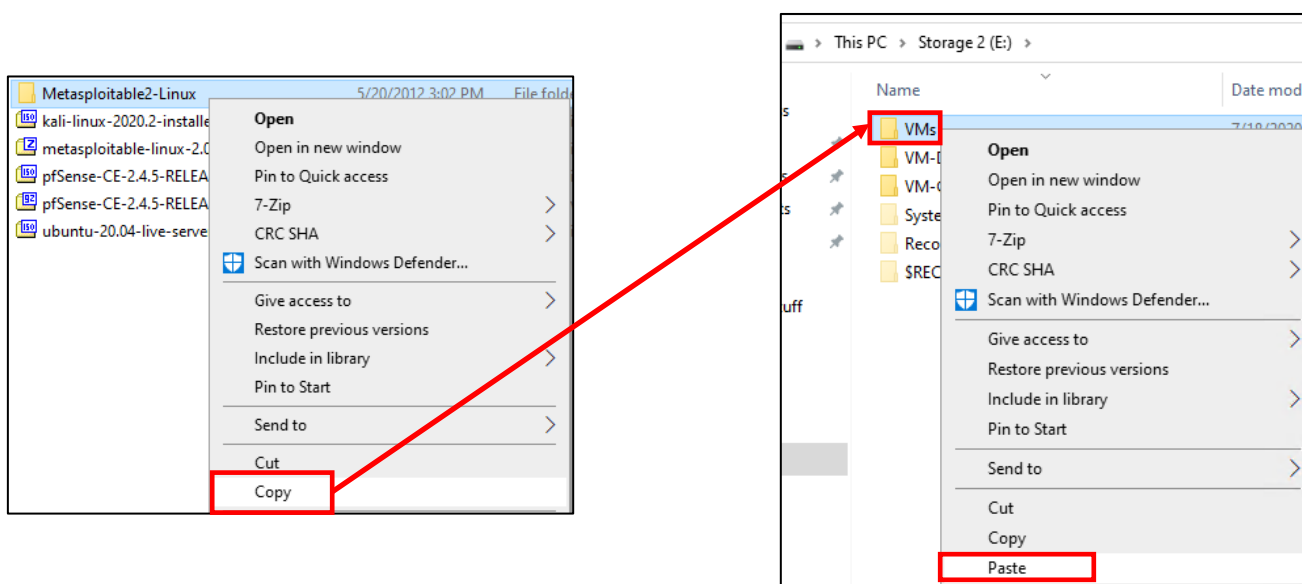 Metasploitable2-Linux 5/20/2012 3:02 PM File fold
kali-linux-2020.2-installe
metasploitable-linux-2.0
pfSense-CE-2.4.5-RELEA
pfSense-CE-2.4.5-RELEA
ubuntu-20.04-live-serve
Open
Open in new window
Pin to Quick access
7-Zip
CRC SHA
Scan with Windows Defender...
Give access to
Restore previous versions
Include in library
Pin to Start
Send to
Cut
Copy
This PC > Storage 2 (E:) >
Name Date mod
VMs 7/18/2020
VM-
VM-
Syste
Reco
$REC
s
s
ts
uff
Open
Open in new window
Pin to Quick access
7-Zip
CRC SHA
Scan with Windows Defender...
Give access to
Restore previous versions
Include in library
Pin to Start
Send to
Cut
Copy
Paste